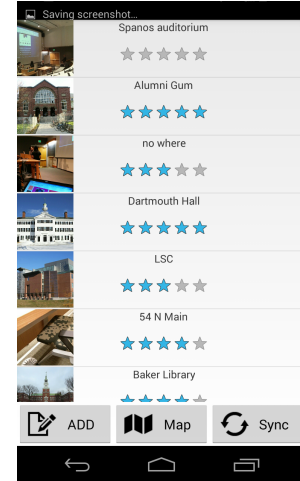 Saving screenshot...
Spanos auditorium
Alumni Gum
no where
Dartmouth Hall
LSC
54 N Main
Baker Library
ADD
Map
Sync